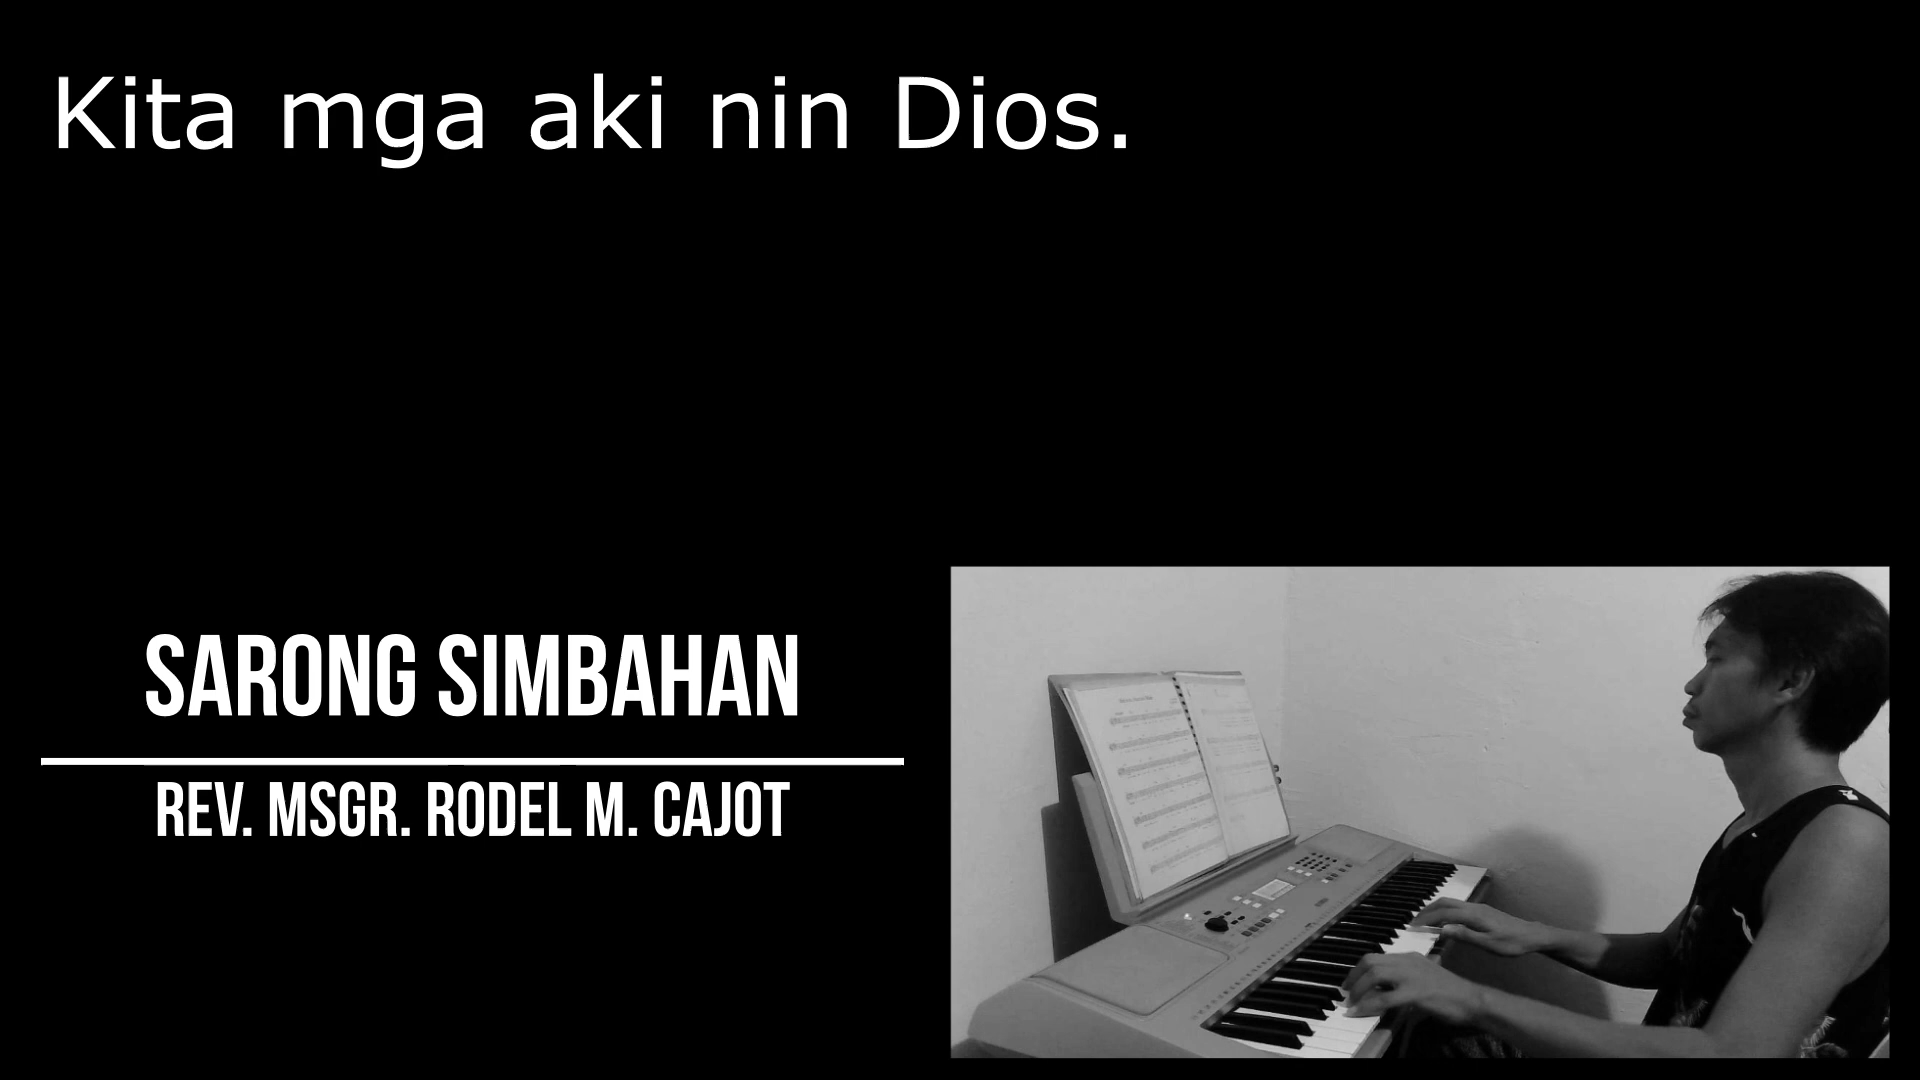 Kita mga aki nin Dios.
SARONG SIMBAHAN
REV. MSGR. RODEL M. CAJOT